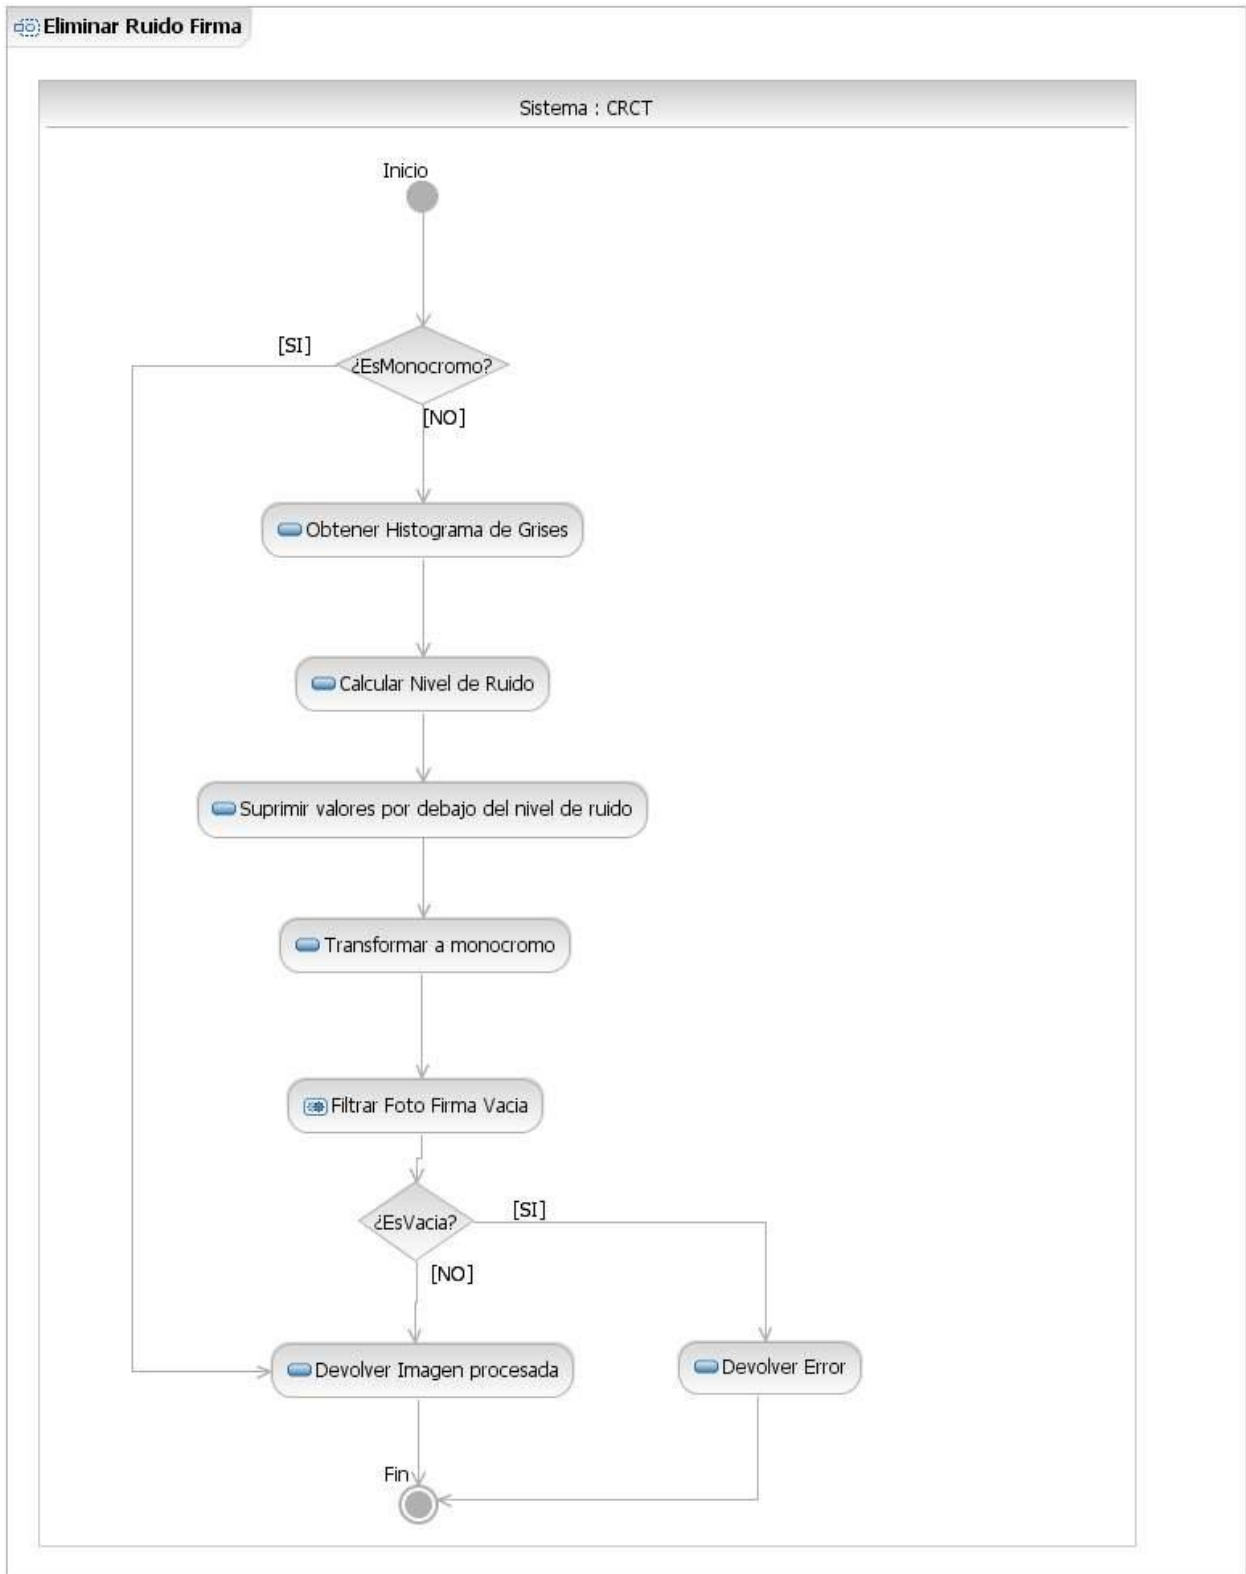 Eliminar Ruido Firma
Sistema : CRCT
Inicio
[SI]
¿EsMonocromo?
[NO]
Obtener Histograma de Grises
Calcular Nivel de Ruido
Suprimir valores por debajo del nivel de ruido
Transformar a monocromo
Filtrar Foto Firma Vacia
¿EsVacia?
[SI]
[NO]
Devolver Imagen procesada
Devolver Error
Fin